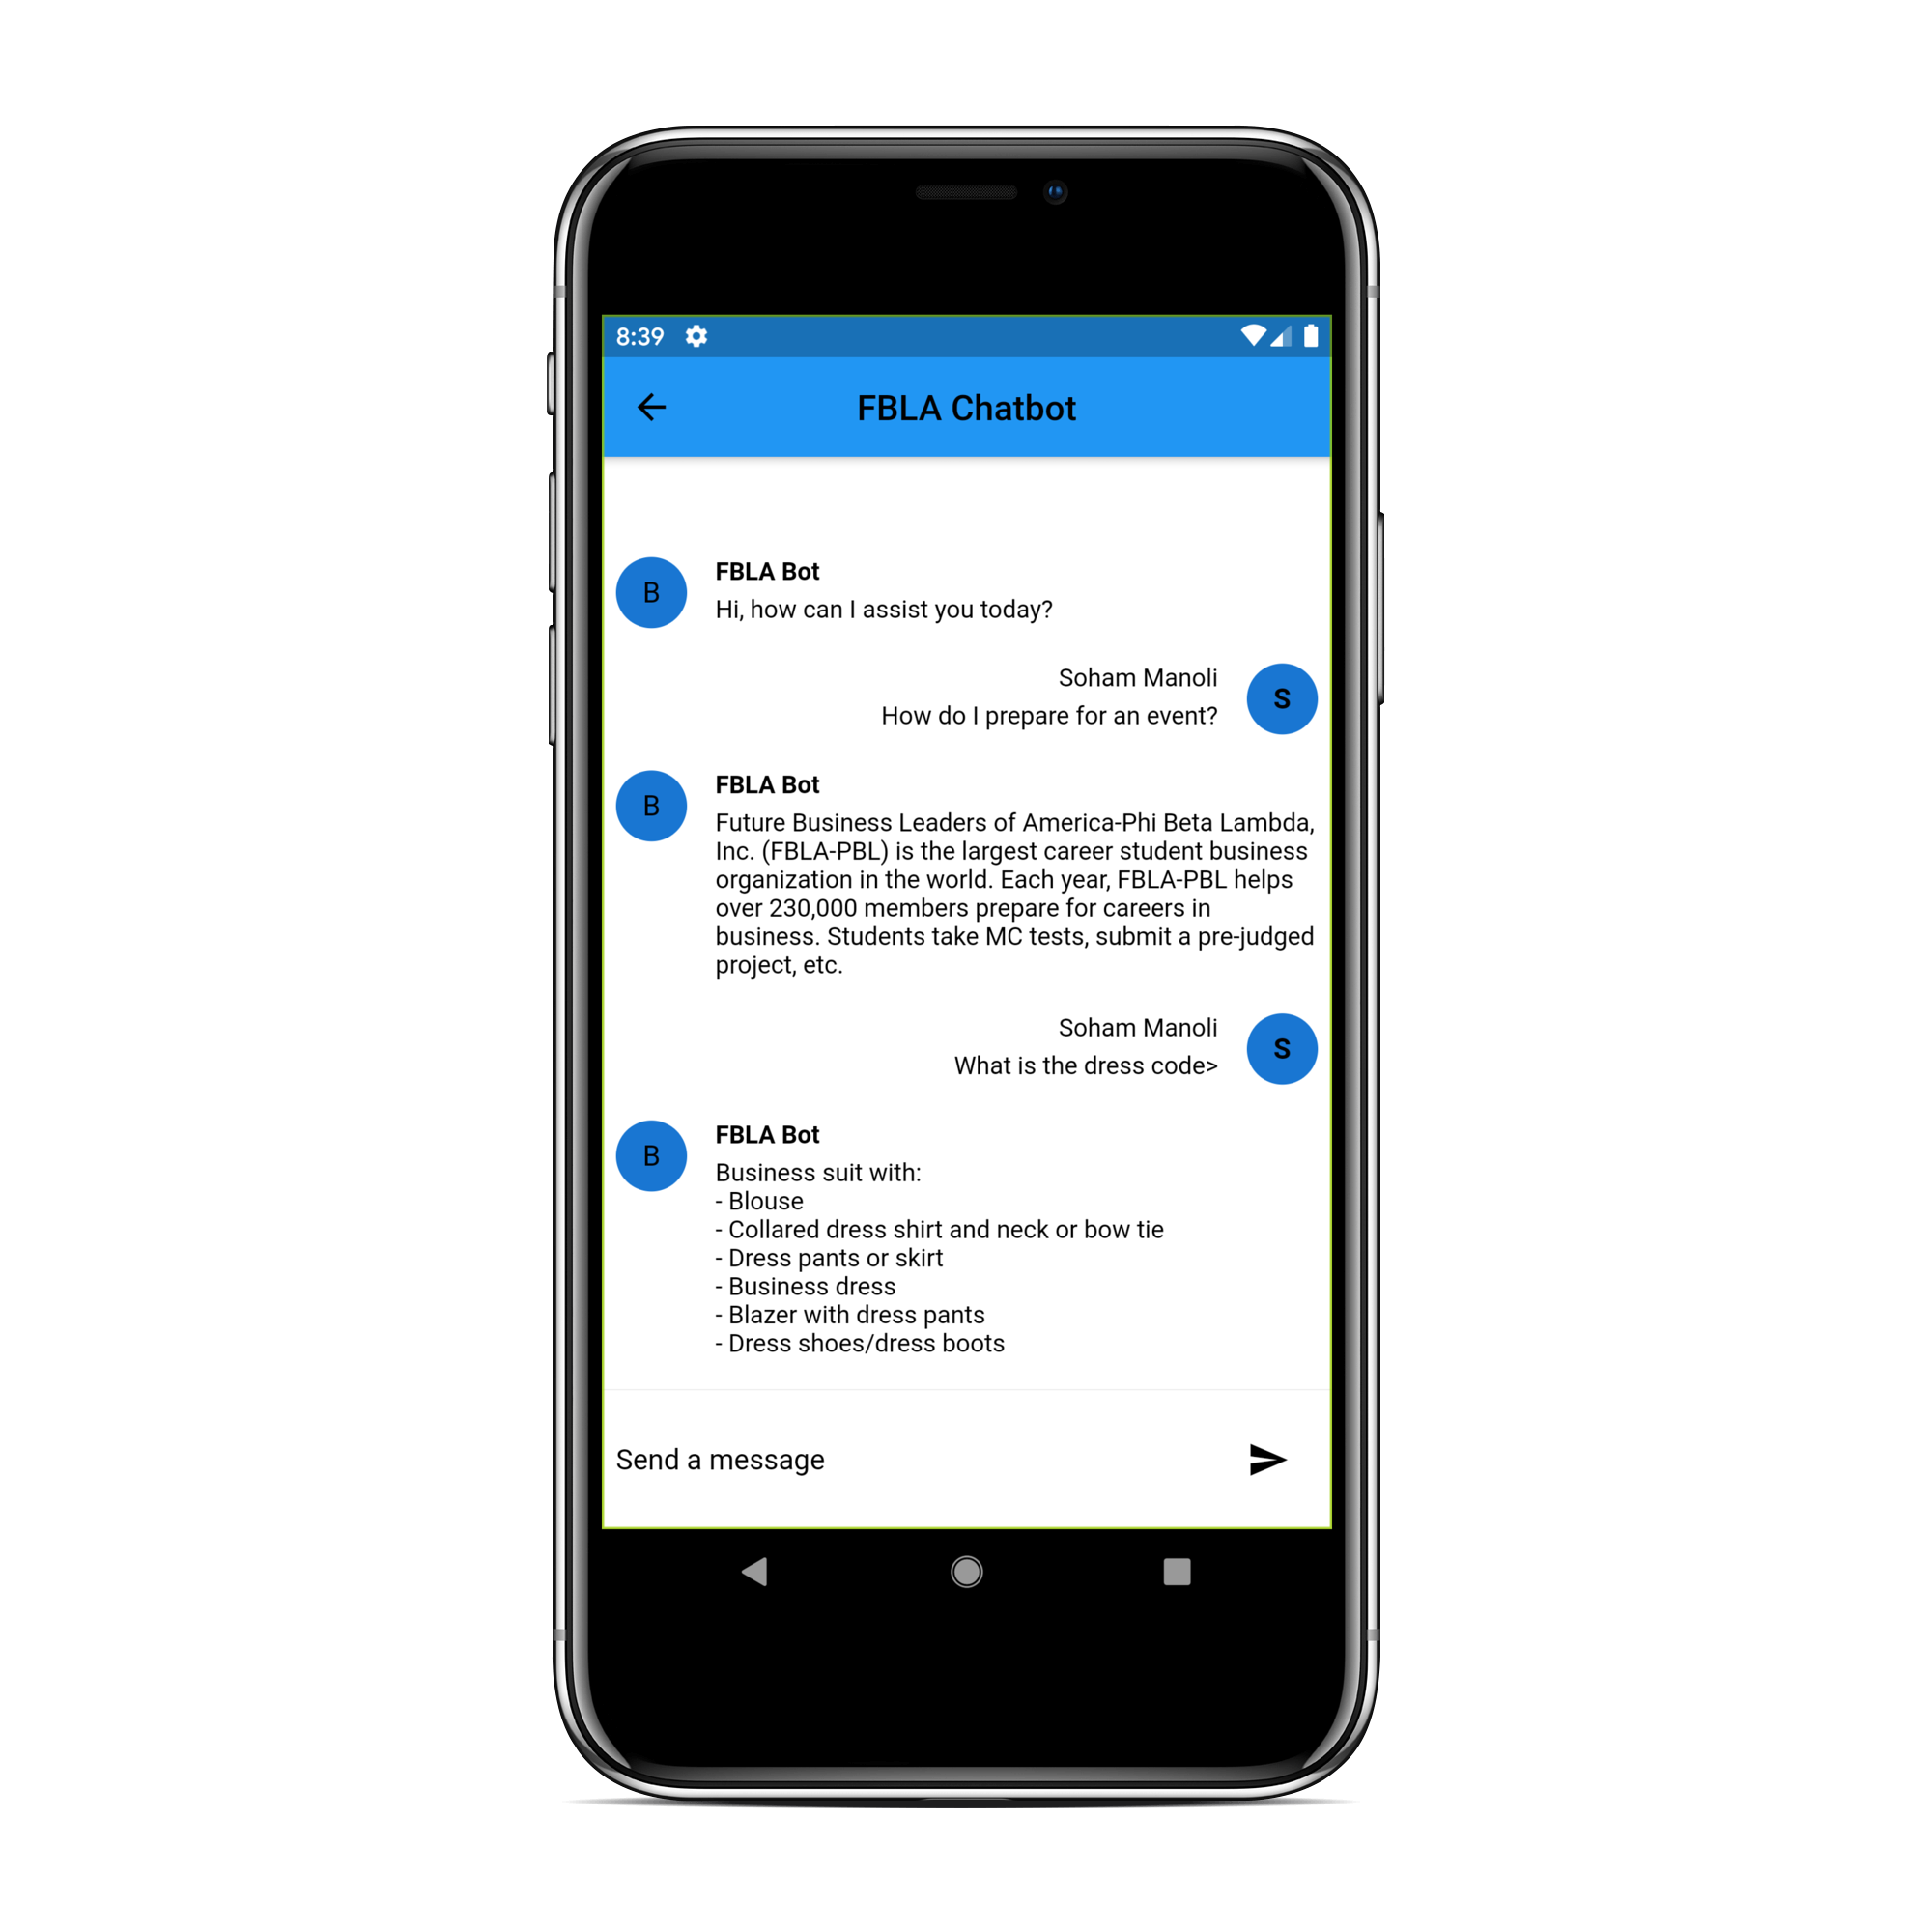 8:39
FBLA Chatbot
B
FBLA Bot
Hi, how can I assist you today?
Soham Manoli
S
How do I prepare for an event?
B
FBLA Bot
Future Business Leaders of America-Phi Beta Lambda,
Inc. (FBLA-PBL) is the largest career student business
organization in the world. Each year, FBLA-PBL helps
over 230,000 members prepare for careers in
business. Students take MC tests, submit a pre-judged
project, etc.
Soham Manoli
S
What is the dress code>
B
FBLA Bot
Business suit with:
- Blouse
- Collared dress shirt and neck or bow tie
- Dress pants or skirt
- Business dress
- Blazer with dress pants
- Dress shoes/dress boots
Send a message